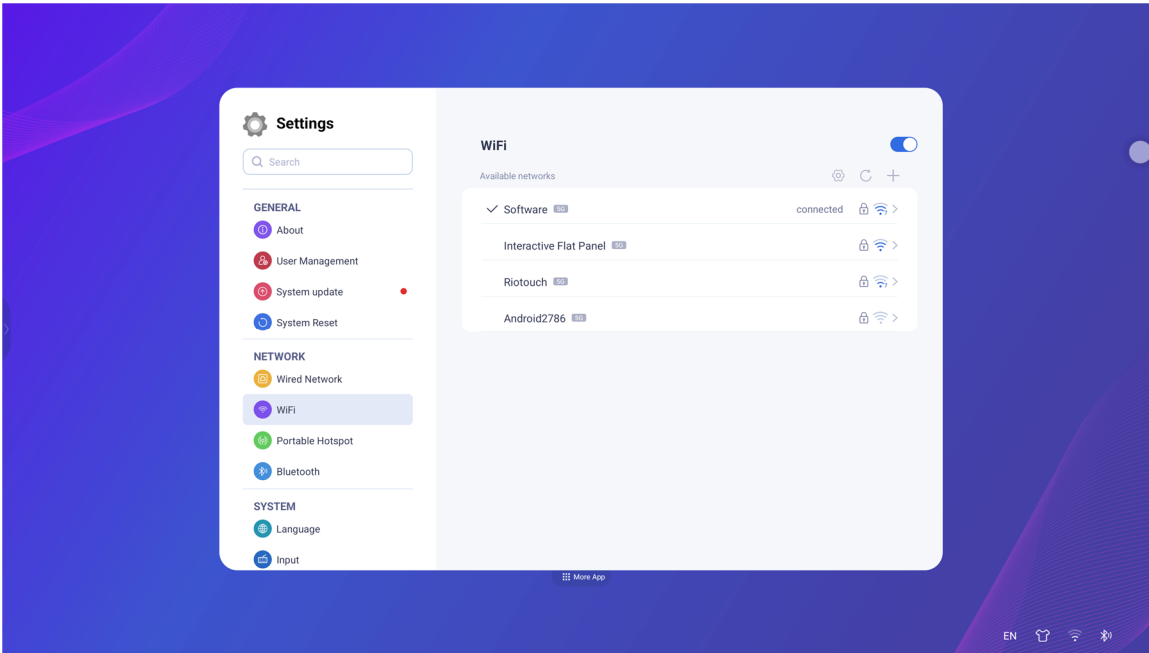 Settings
Search
GENERAL
About
User Management
System update
System Reset
NETWORK
Wired Network
WiFi
Portable Hotspot
Bluetooth
SYSTEM
Language
Input
WiFi
Available networks
Software 5G connected
Interactive Flat Panel 5G
Riotouch 5G
Android2786 5G
More App
EN